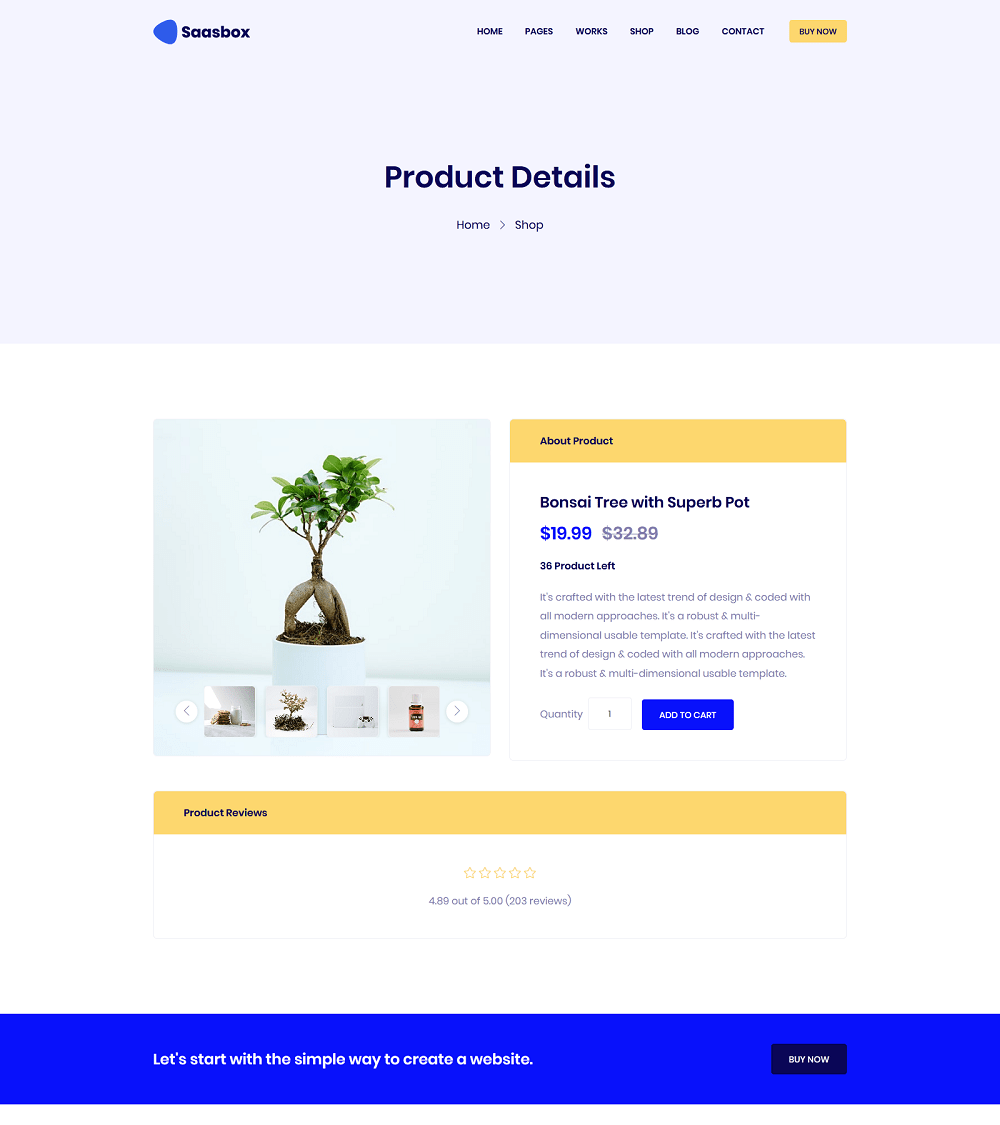 Saasbox
HOME PAGES WORKS SHOP BLOG CONTACT BUY NOW
Product Details
Home > Shop
About Product
Bonsai Tree with Superb Pot
$19.99 $32.89
36 Product Left
It's crafted with the latest trend of design & coded with
all modern approaches. It's a robust & multi-
dimensional usable template. It's crafted with the latest
trend of design & coded with all modern approaches.
It's a robust & multi-dimensional usable template.
Quantity 1 ADD TO CART
Product Reviews
4.89 out of 5.00 (203 reviews)
Let's start with the simple way to create a website.
BUY NOW